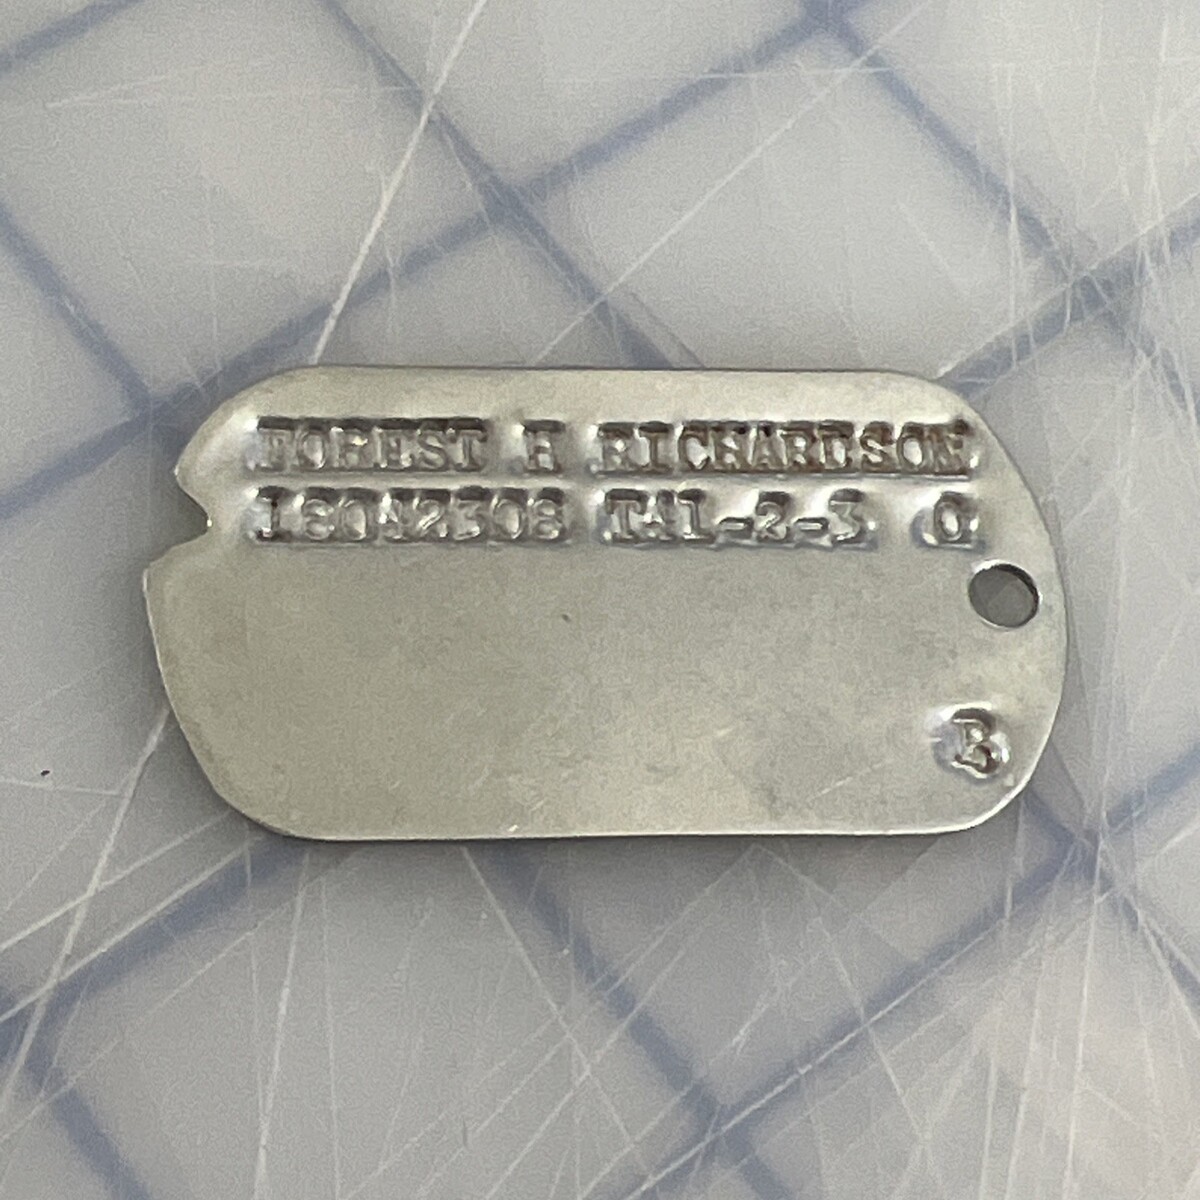 FOREST H RICHARDSON
18042308 T41-2-3 O
B